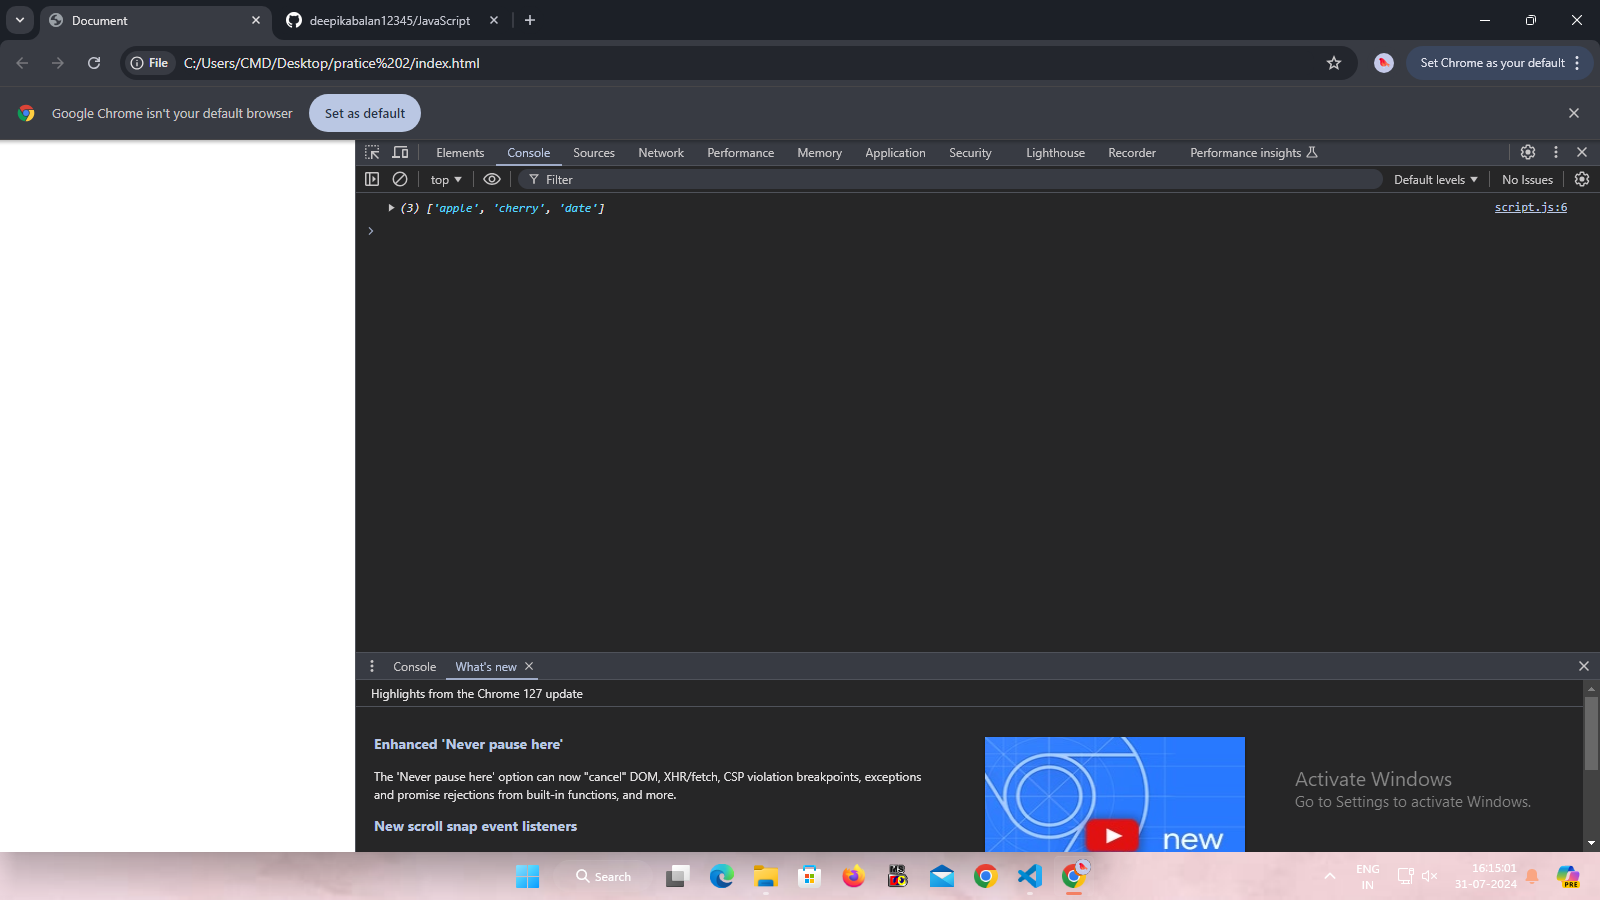 Document
deepikabalan12345/JavaScript
File
C:/Users/CMD/Desktop/pratice%202/index.html
Set Chrome as your default
Google Chrome isn't your default browser
Set as default
Elements
Console
Sources
Network
Performance
Memory
Application
Security
Lighthouse
Recorder
Performance insights
top
Filter
Default levels
No Issues
(3) ['apple', 'cherry', 'date']
script.js:6
Console
What's new
Highlights from the Chrome 127 update
Enhanced 'Never pause here'
The 'Never pause here' option can now "cancel" DOM, XHR/fetch, CSP violation breakpoints, exceptions
and promise rejections from built-in functions, and more.
New scroll snap event listeners
new
Activate Windows
Go to Settings to activate Windows.
Search
ENG
IN
16:15:01
31-07-2024
PRE